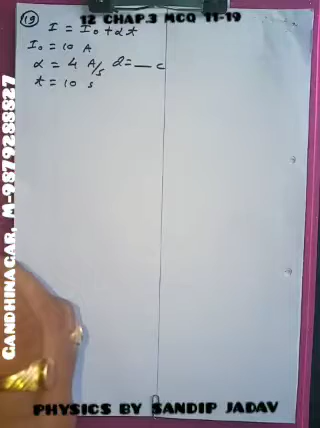 12 CHAP.3 MCQ 11-19
(19) I = I₀ + αt
I₀ = 10 A
α = 4 A/s Q = __ C
t = 10 s
GANDHINAGAR, M-9879288827
PHYSICS BY SANDIP JADAV